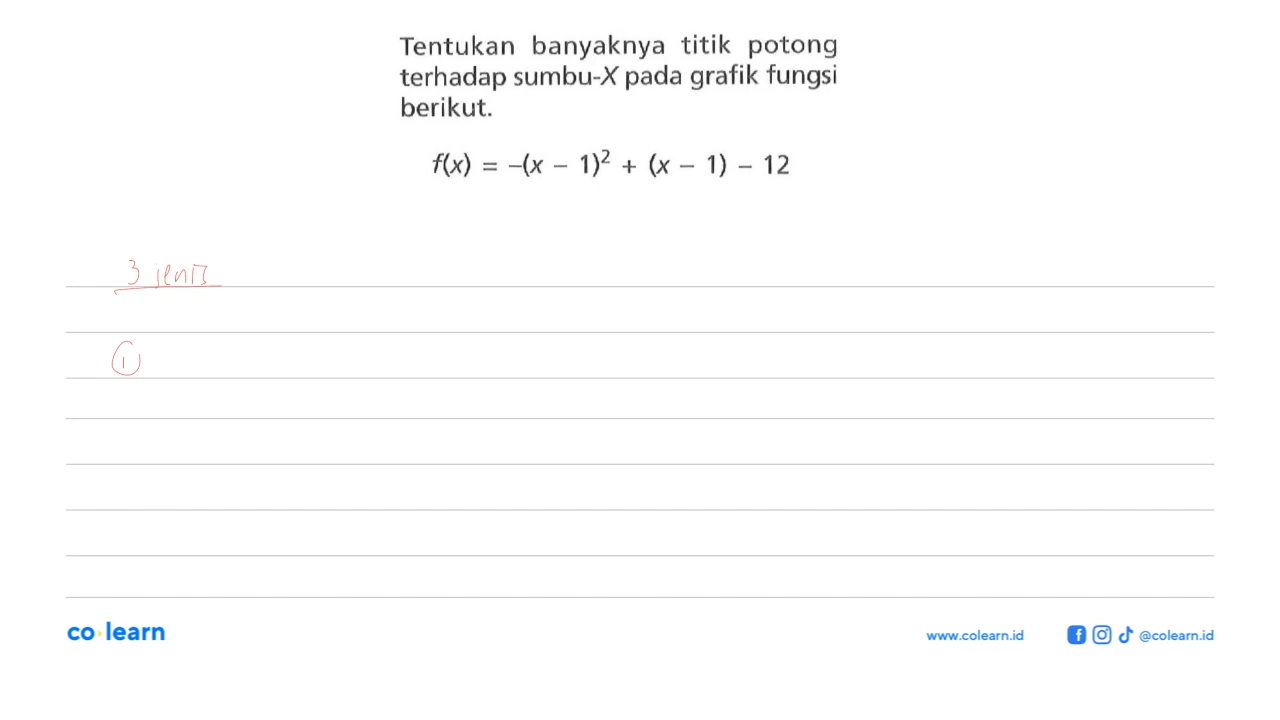 Tentukan banyaknya titik potong
terhadap sumbu-X pada grafik fungsi
berikut.
f(x) = –(x – 1)² + (x – 1) – 12
3 jenis
①
co·learn
www.colearn.id
@colearn.id